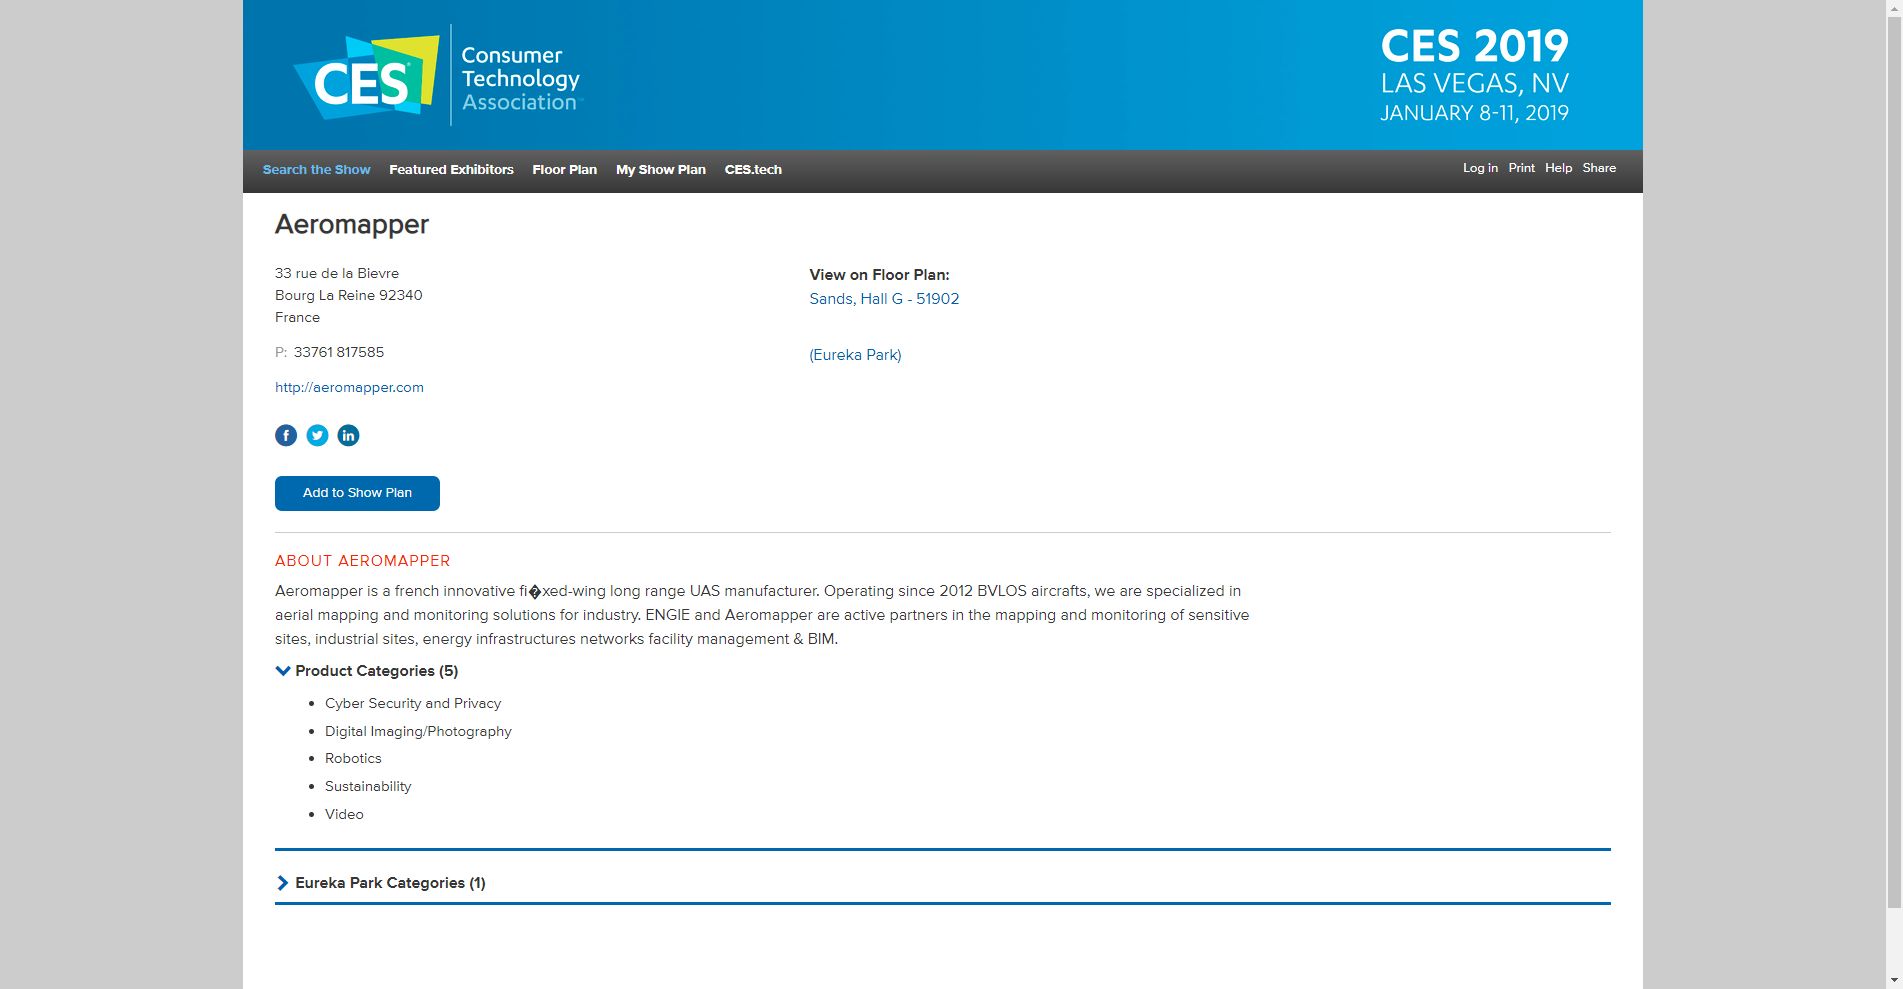 CES®
Consumer
Technology
Association™
CES 2019
LAS VEGAS, NV
JANUARY 8-11, 2019
Search the Show Featured Exhibitors Floor Plan My Show Plan CES.tech
Log in Print Help Share
Aeromapper
33 rue de la Bievre
Bourg La Reine 92340
France
P: 33761 817585
http://aeromapper.com
View on Floor Plan:
Sands, Hall G - 51902
(Eureka Park)
Add to Show Plan
ABOUT AEROMAPPER
Aeromapper is a french innovative fi�xed-wing long range UAS manufacturer. Operating since 2012 BVLOS aircrafts, we are specialized in
aerial mapping and monitoring solutions for industry. ENGIE and Aeromapper are active partners in the mapping and monitoring of sensitive
sites, industrial sites, energy infrastructures networks facility management & BIM.
Product Categories (5)
Cyber Security and Privacy
Digital Imaging/Photography
Robotics
Sustainability
Video
Eureka Park Categories (1)